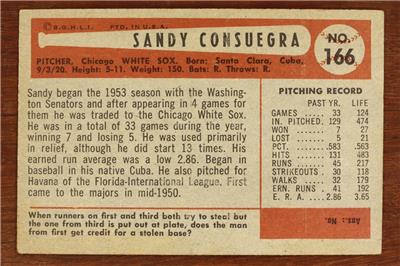 © B.G.H.L.I. PTD. IN U.S.A.
SANDY CONSUEGRA
NO. 166
PITCHER, Chicago WHITE SOX. Born: Santa Clara, Cuba,
9/3/20. Height: 5-11. Weight: 150. Bats: R. Throws: R.
Sandy began the 1953 season with the Washing-
ton Senators and after appearing in 4 games
for them he was traded to the Chicago White Sox.
He was in a total of 33 games during the year,
winning 7 and losing 5. He was used primarily
in relief, although he did start 13 times. His
earned run average was a low 2.86. Began in
baseball in his native Cuba. He also pitched for
Havana of the Florida-International League. First
came to the majors in mid-1950.
PITCHING RECORD
PAST YR. LIFE
GAMES 33 124
IN. PITCHED 129 474
WON 7 27
LOST 5 21
PCT. .583 .563
HITS 131 483
RUNS 45 217
STRIKEOUTS 30 118
WALKS 32 179
ERN. RUNS 41 192
E. R. A. 2.86 3.65
When runners on first and third both try to steal but
the one from third is put out at plate, does the man
from first get credit for a stolen base?
Ans.: No.